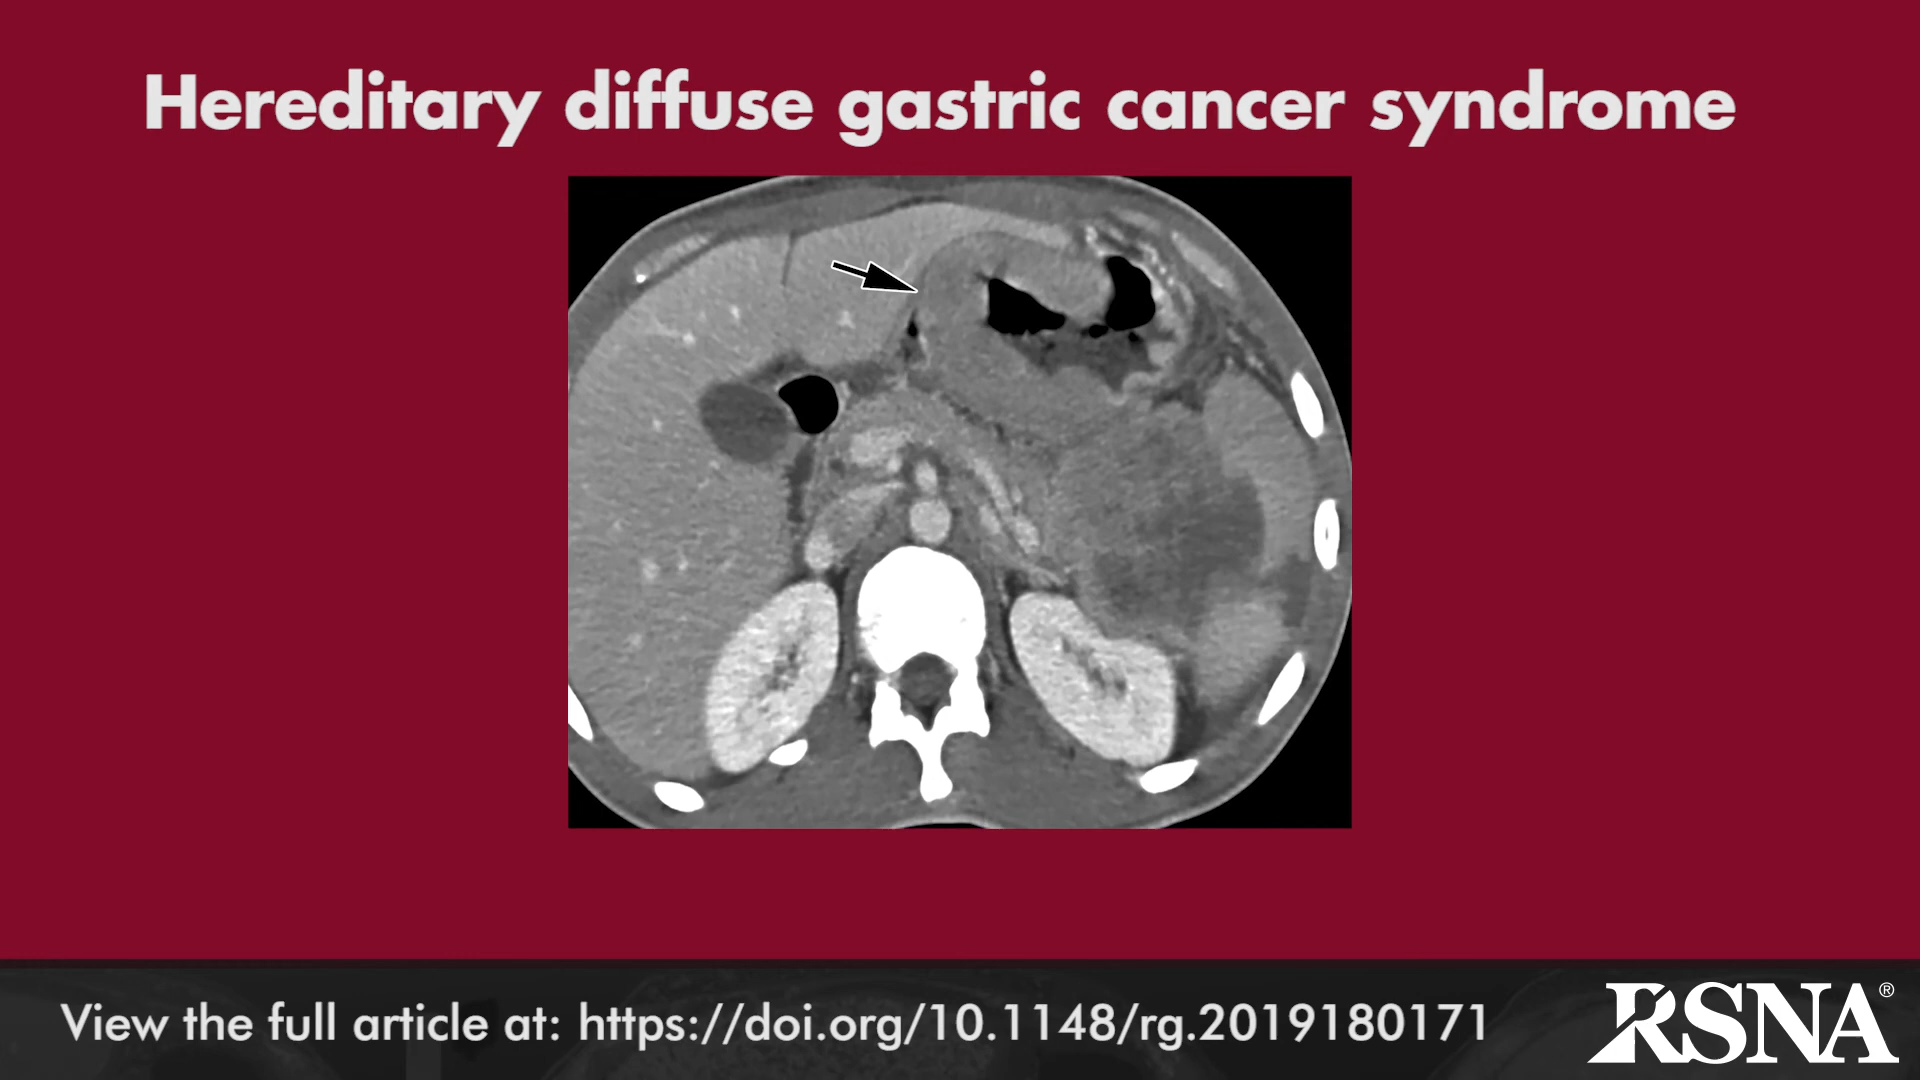 Hereditary diffuse gastric cancer syndrome
View the full article at: https://doi.org/10.1148/rg.2019180171
RSNA®